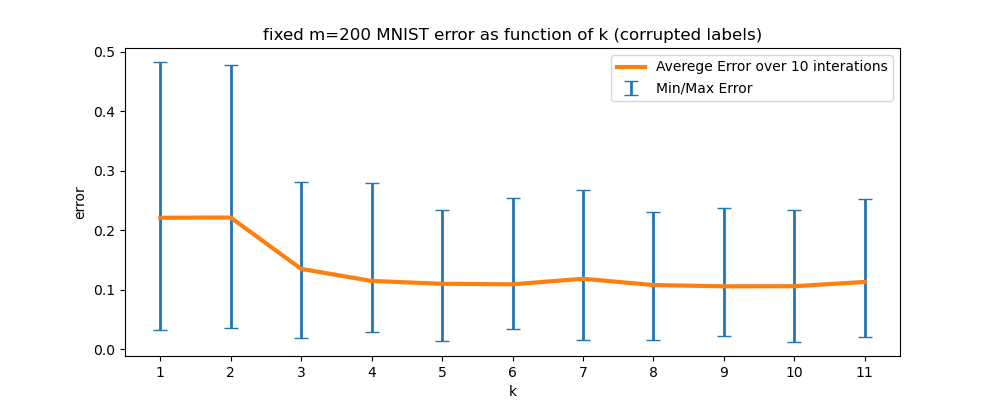 fixed m=200 MNIST error as function of k (corrupted labels)
Averege Error over 10 interations
Min/Max Error
error
0.5
0.4
0.3
0.2
0.1
0.0
1 2 3 4 5 6 7 8 9 10 11
k